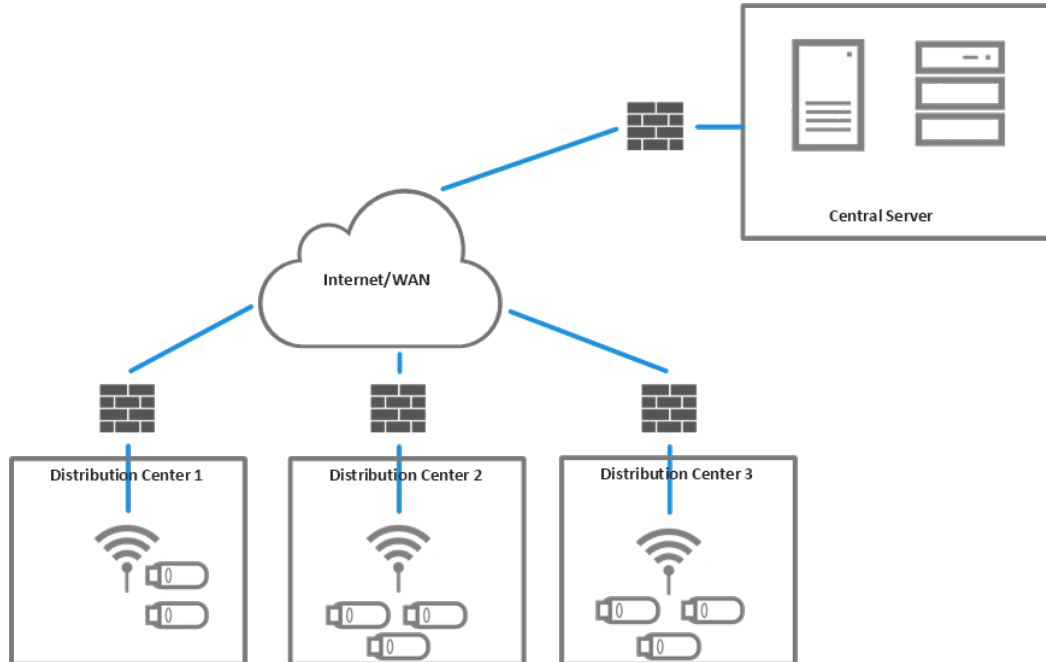 Central Server
Internet/WAN
Distribution Center 1
Distribution Center 2
Distribution Center 3